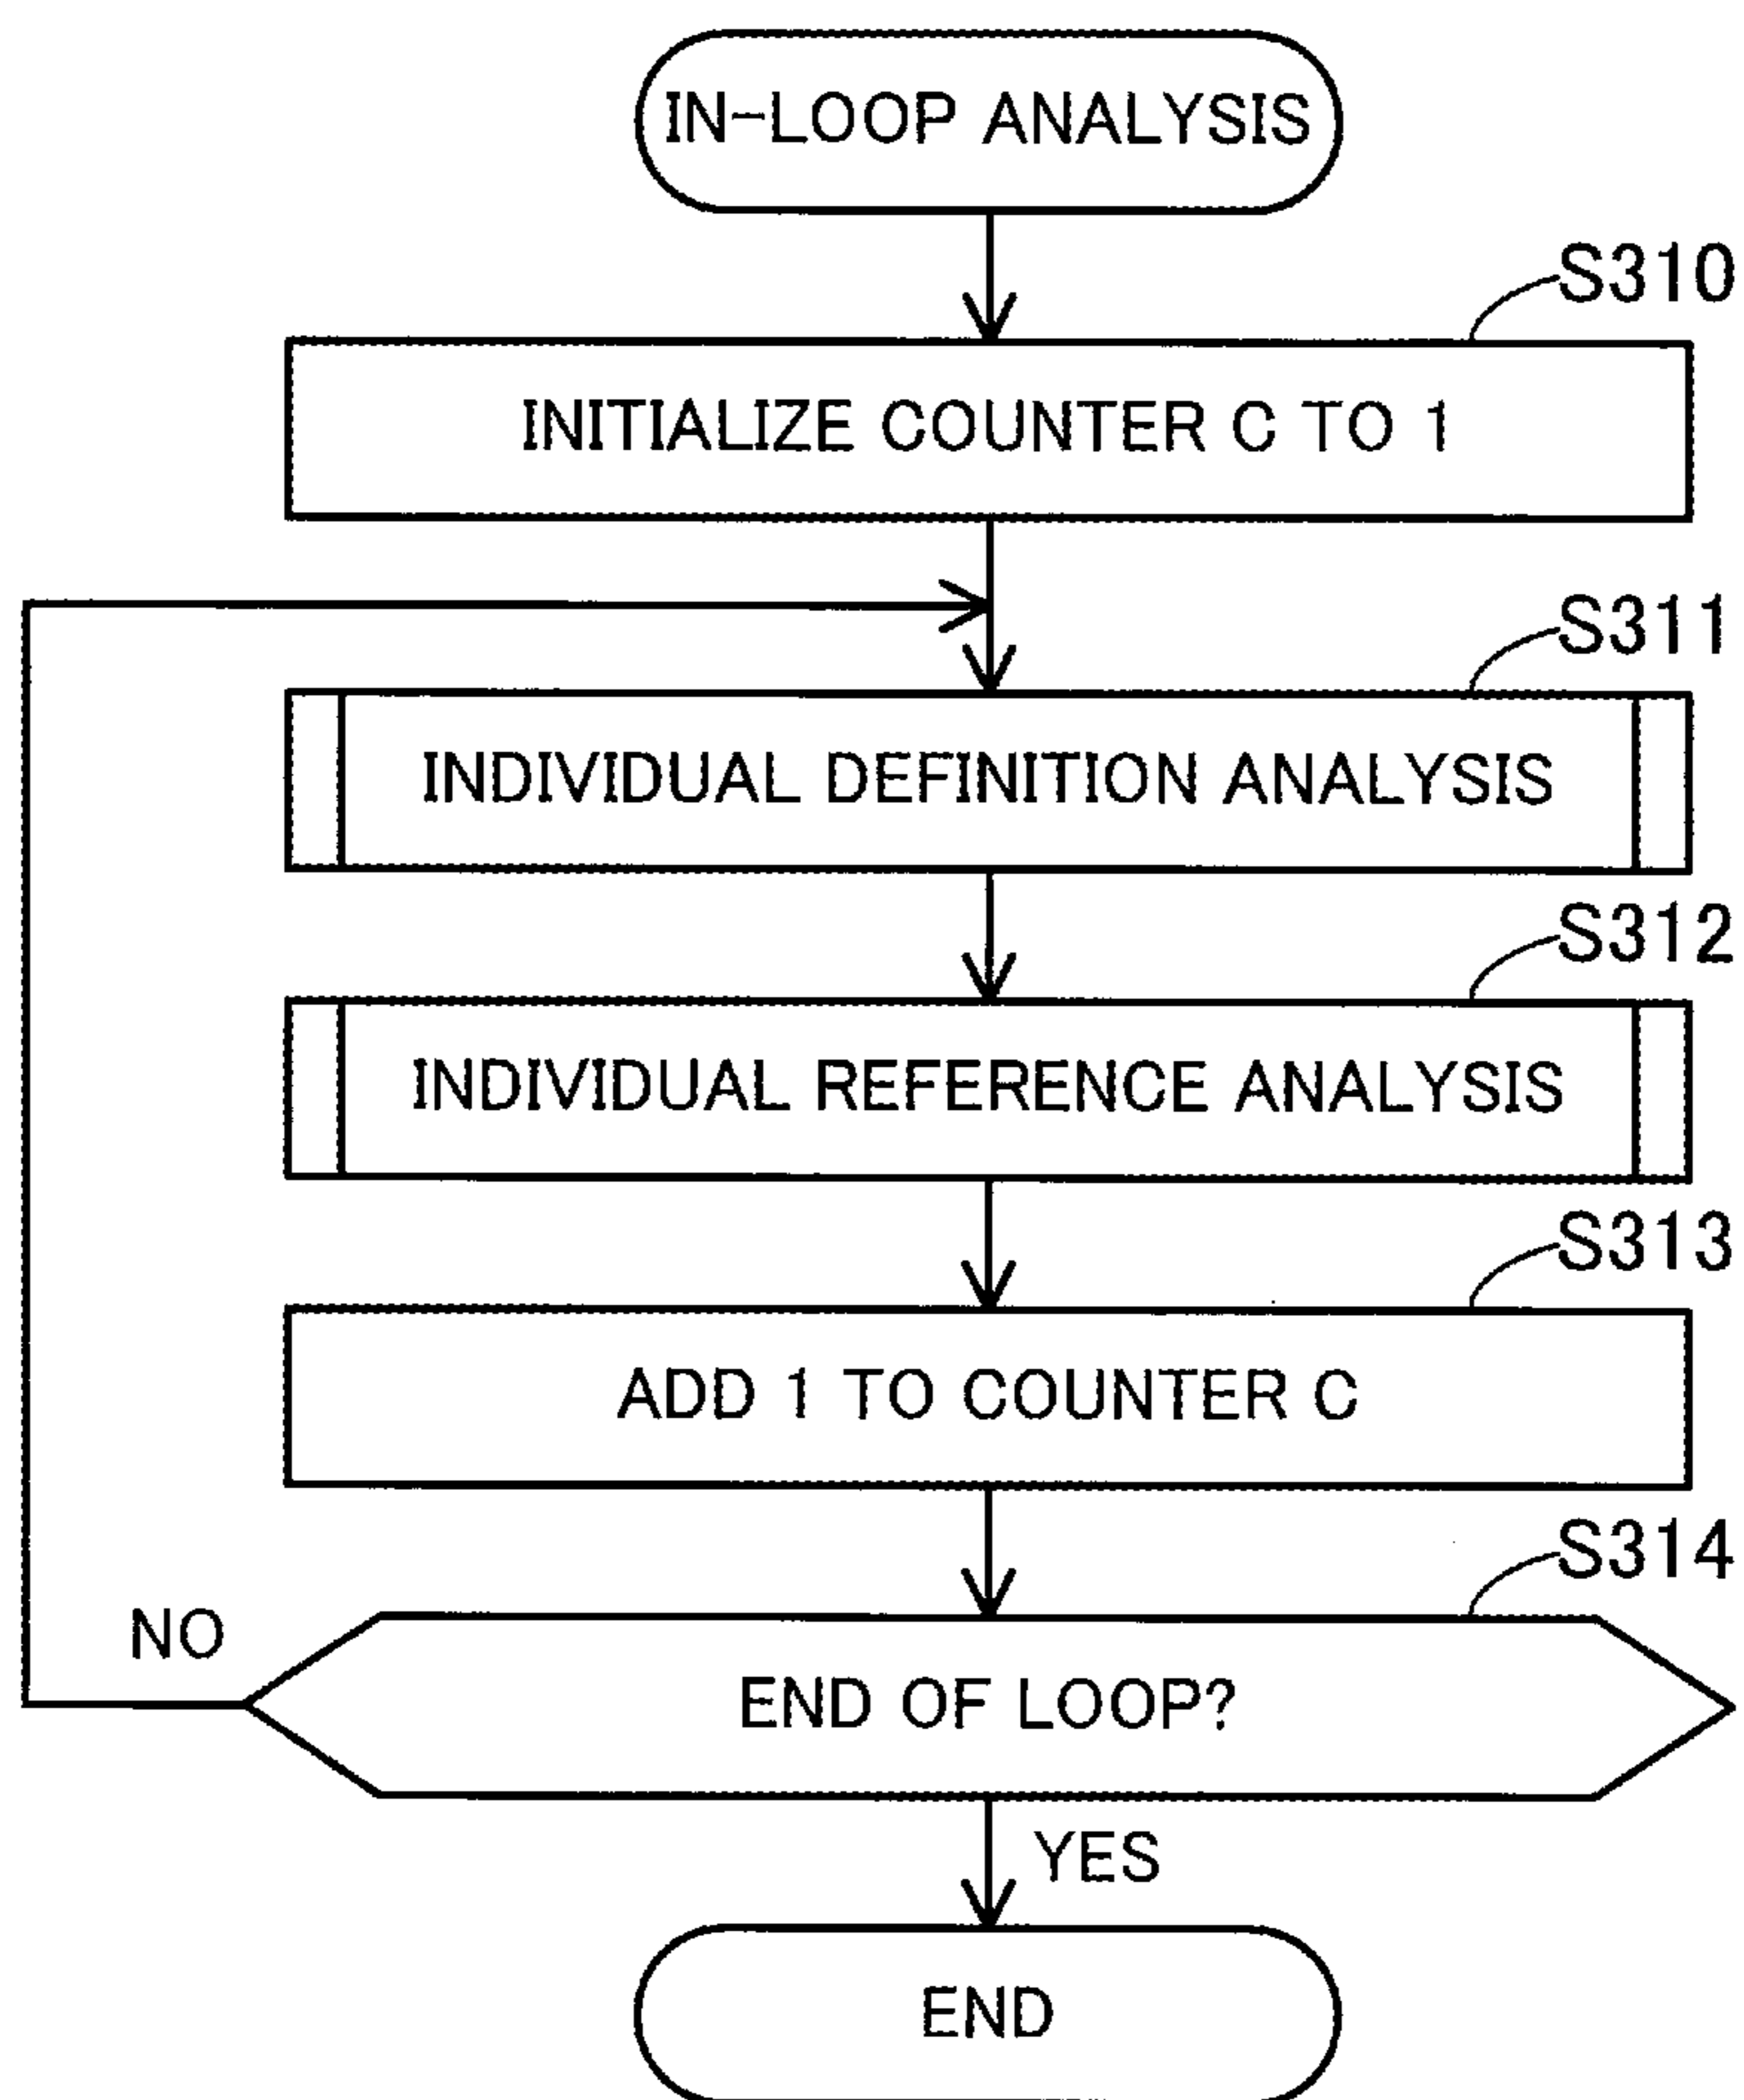 IN-LOOP ANALYSIS
S310
INITIALIZE COUNTER C TO 1
S311
INDIVIDUAL DEFINITION ANALYSIS
S312
INDIVIDUAL REFERENCE ANALYSIS
S313
ADD 1 TO COUNTER C
S314
NO
END OF LOOP?
YES
END